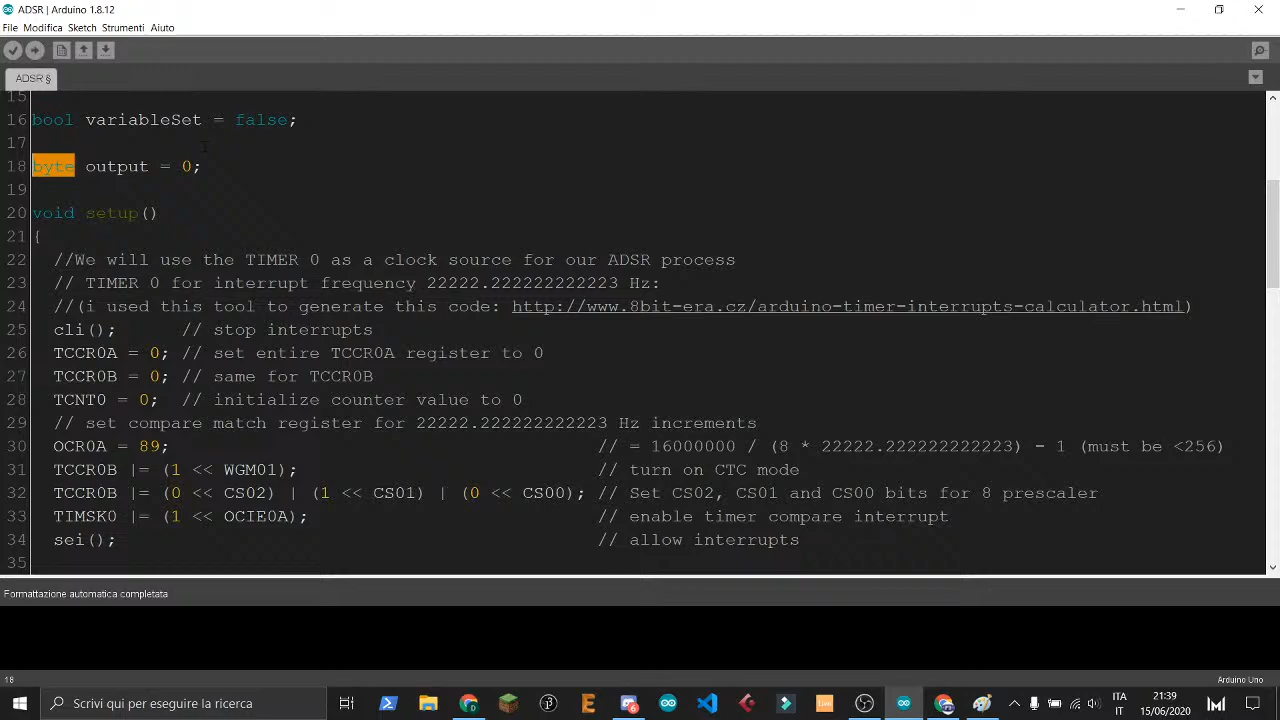 ADSR | Arduino 1.8.12
File Modifica Sketch Strumenti Aiuto
ADSR §
15
16 bool variableSet = false;
17
18 byte output = 0;
19
20 void setup()
21 {
22 //We will use the TIMER 0 as a clock source for our ADSR process
23 // TIMER 0 for interrupt frequency 22222.222222222223 Hz:
24 //(i used this tool to generate this code: http://www.8bit-era.cz/arduino-timer-interrupts-calculator.html)
25 cli(); // stop interrupts
26 TCCR0A = 0; // set entire TCCR0A register to 0
27 TCCR0B = 0; // same for TCCR0B
28 TCNT0 = 0; // initialize counter value to 0
29 // set compare match register for 22222.222222222223 Hz increments
30 OCR0A = 89; // = 16000000 / (8 * 22222.222222222223) - 1 (must be <256)
31 TCCR0B |= (1 << WGM01); // turn on CTC mode
32 TCCR0B |= (0 << CS02) | (1 << CS01) | (0 << CS00); // Set CS02, CS01 and CS00 bits for 8 prescaler
33 TIMSK0 |= (1 << OCIE0A); // enable timer compare interrupt
34 sei(); // allow interrupts
35
Formattazione automatica completata
18 Arduino Uno
Scrivi qui per eseguire la ricerca
ITA
IT
21:39
15/06/2020